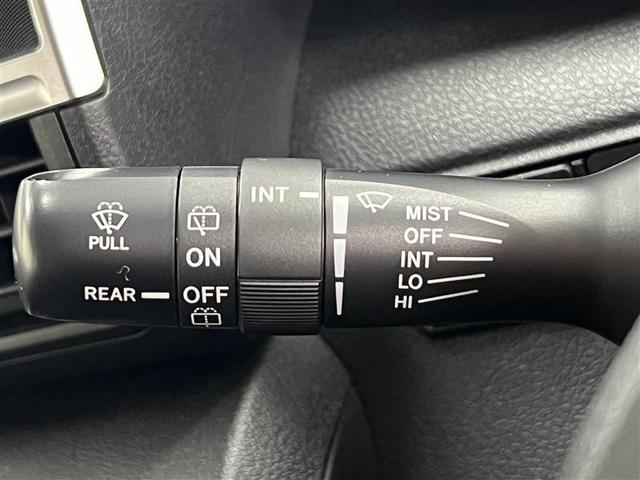 PULL
REAR
ON
OFF
INT
MIST
OFF
INT
LO
HI